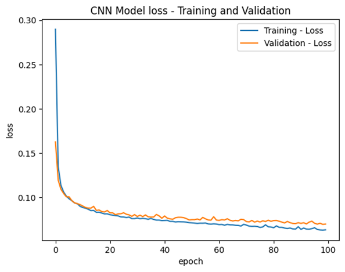 CNN Model loss - Training and Validation
0.30
Training - Loss
Validation - Loss
0.25
0.20
loss
0.15
0.10
0
20
40
60
80
100
epoch